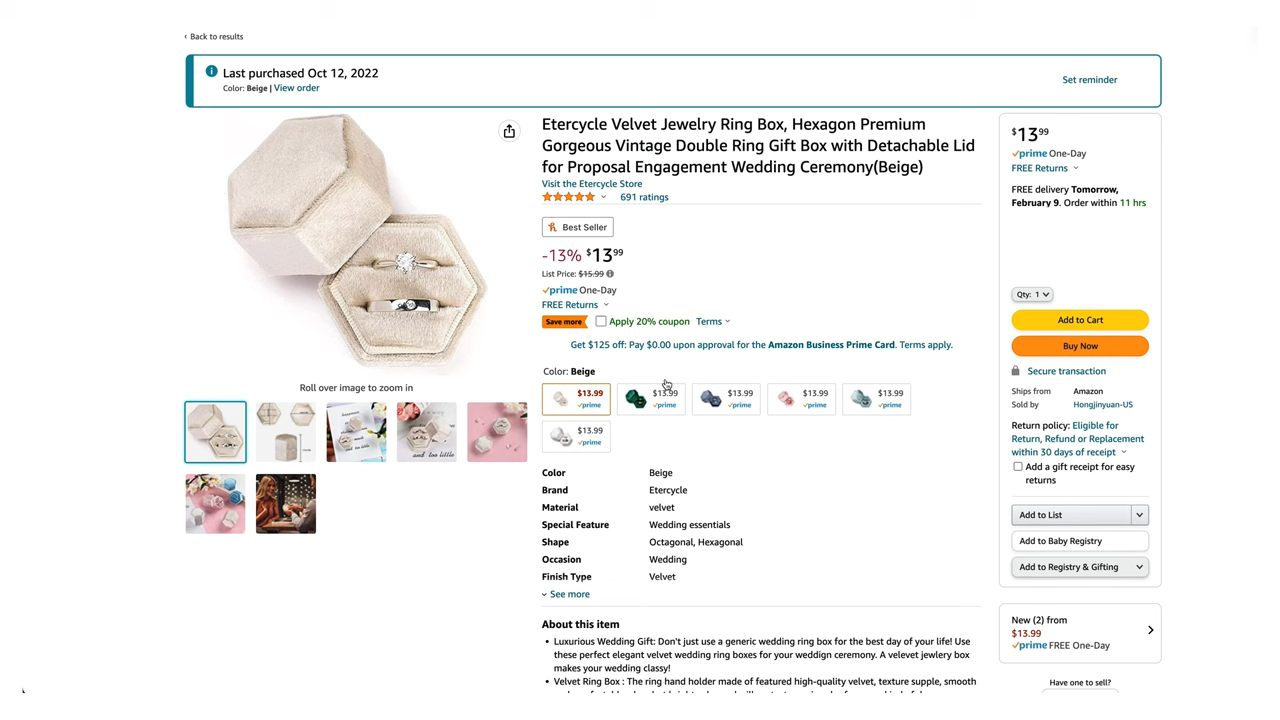 ‹ Back to results
Last purchased Oct 12, 2022
Color: Beige | View order
Set reminder
Etercycle Velvet Jewelry Ring Box, Hexagon Premium
Gorgeous Vintage Double Ring Gift Box with Detachable Lid
for Proposal Engagement Wedding Ceremony(Beige)
Visit the Etercycle Store
691 ratings
Best Seller
-13% $13 99
List Price: $15.99
prime One-Day
FREE Returns
Save more Apply 20% coupon Terms
Get $125 off: Pay $0.00 upon approval for the Amazon Business Prime Card. Terms apply.
Color: Beige
$13.99 $13.99 $13.99 $13.99 $13.99
prime prime prime prime prime
$13.99
prime
Color Beige
Brand Etercycle
Material velvet
Special Feature Wedding essentials
Shape Octagonal, Hexagonal
Occasion Wedding
Finish Type Velvet
See more
About this item
• Luxurious Wedding Gift: Don't just use a generic wedding ring box for the best day of your life! Use
these perfect elegant velvet wedding ring boxes for your weddign ceremony. A velevet jewlery box
makes your wedding classy!
• Velvet Ring Box : The ring hand holder made of featured high-quality velvet, texture supple, smooth
Roll over image to zoom in
and too little
$13 99
prime One-Day
FREE Returns
FREE delivery Tomorrow,
February 9. Order within 11 hrs
Qty: 1
Add to Cart
Buy Now
Secure transaction
Ships from Amazon
Sold by Hongjinyuan-US
Return policy: Eligible for
Return, Refund or Replacement
within 30 days of receipt
Add a gift receipt for easy
returns
Add to List
Add to Baby Registry
Add to Registry & Gifting
New (2) from
$13.99
prime FREE One-Day
Have one to sell?